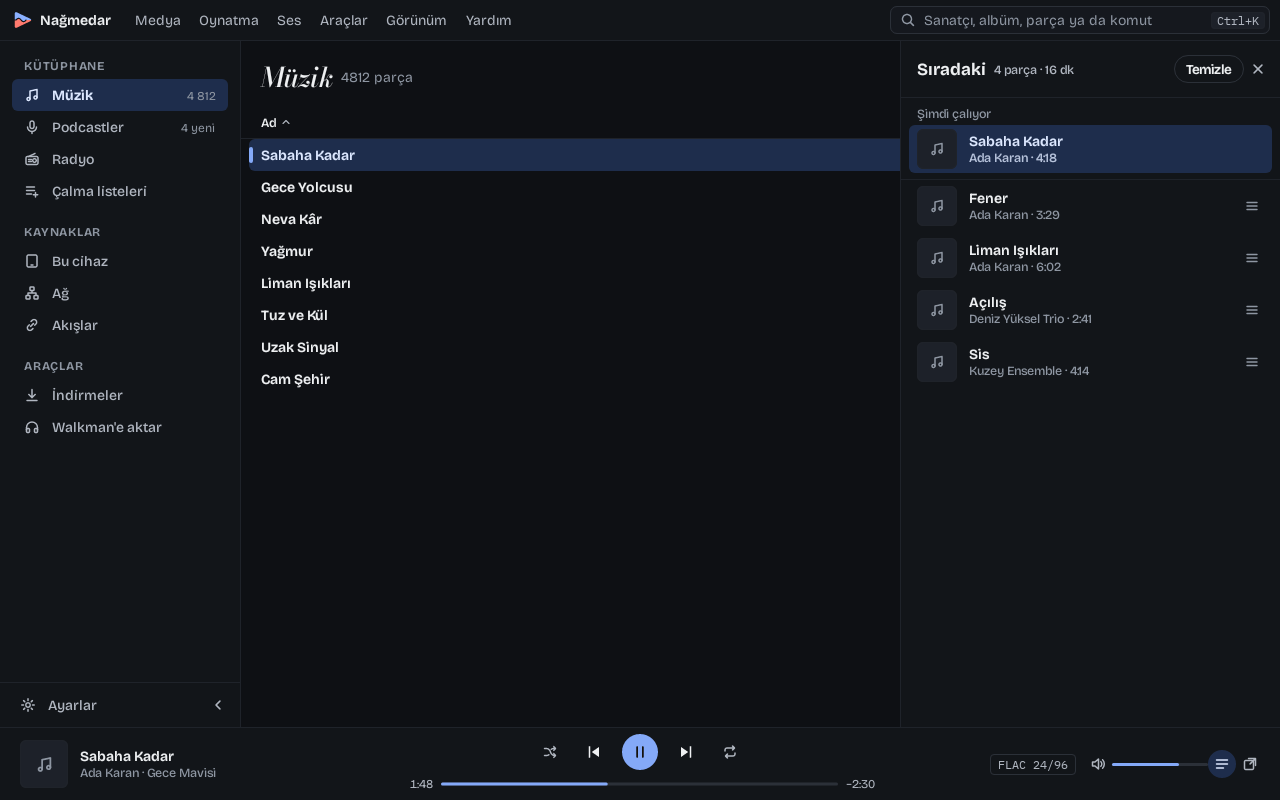 Nağmedar Medya Oynatma Ses Araçlar Görünüm Yardım
Sanatçı, albüm, parça ya da komut Ctrl+K
KÜTÜPHANE
Müzik 4 812
Podcastler 4 yeni
Radyo
Çalma listeleri
KAYNAKLAR
Bu cihaz
Ağ
Akışlar
ARAÇLAR
İndirmeler
Walkman'e aktar
Ayarlar
Müzik 4812 parça
Ad
Sabaha Kadar
Gece Yolcusu
Neva Kâr
Yağmur
Liman Işıkları
Tuz ve Kül
Uzak Sinyal
Cam Şehir
Sıradaki 4 parça · 16 dk Temizle
Şimdi çalıyor
Sabaha Kadar
Ada Karan · 4:18
Fener
Ada Karan · 3:29
Liman Işıkları
Ada Karan · 6:02
Açılış
Deniz Yüksel Trio · 2:41
Sis
Kuzey Ensemble · 4:14
Sabaha Kadar
Ada Karan · Gece Mavisi
1:48 −2:30
FLAC 24/96